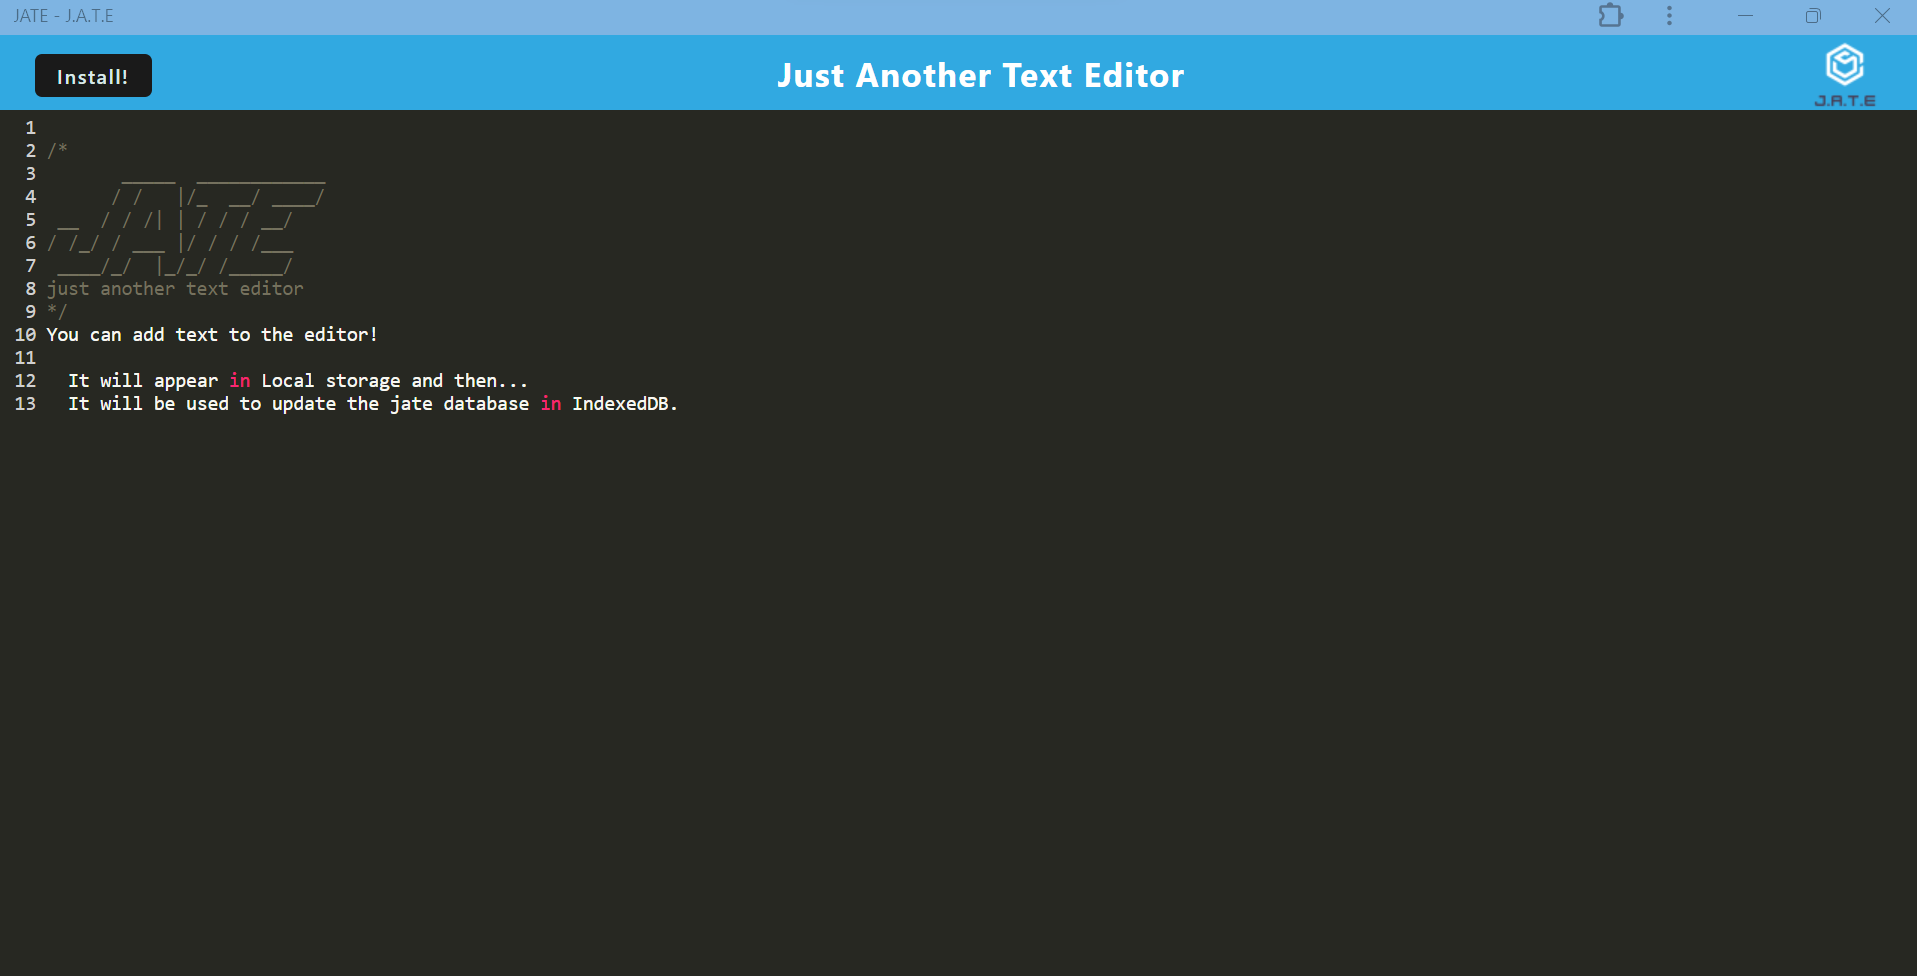 JATE - J.A.T.E
Install!
Just Another Text Editor
J.A.T.E
1
2 /*
3        _____  ____________
4       / /   |/_  __/ ____/
5  __  / / /| | / / / __/
6 / /_/ / ___ |/ / / /___
7  ____/_/  |_/_/ /_____/
8 just another text editor
9 */
10 You can add text to the editor!
11
12   It will appear in Local storage and then...
13   It will be used to update the jate database in IndexedDB.